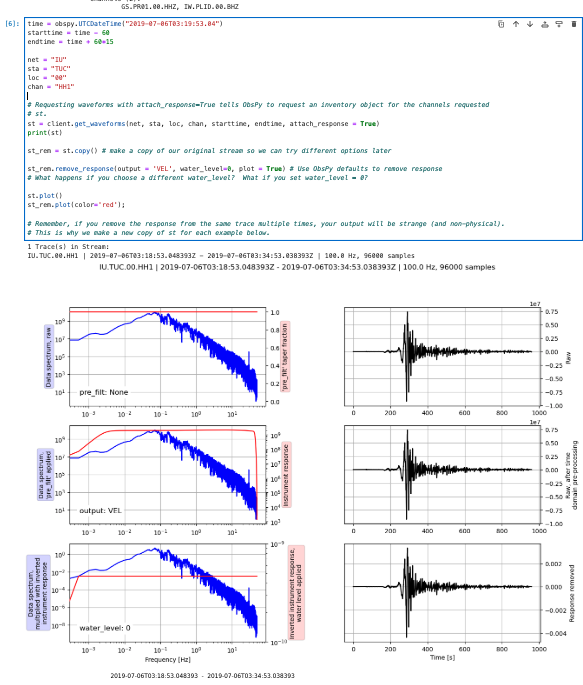 GS.PR01.00.HHZ, IW.PLID.00.BHZ
[6]:
time = obspy.UTCDateTime("2019-07-06T03:19:53.04")
starttime = time - 60
endtime = time + 60*15
net = "IU"
sta = "TUC"
loc = "00"
chan = "HH1"
# Requesting waveforms with attach_response=True tells ObsPy to request an inventory object for the channels requested
# st.
st = client.get_waveforms(net, sta, loc, chan, starttime, endtime, attach_response = True)
print(st)
st_rem = st.copy() # make a copy of our original stream so we can try different options later
st_rem.remove_response(output = 'VEL', water_level=0, plot = True) # Use ObsPy defaults to remove response
# What happens if you choose a different water_level?  What if you set water_level = 0?
st.plot()
st_rem.plot(color='red');
# Remember, if you remove the response from the same trace multiple times, your output will be strange (and non-physical).
# This is why we make a new copy of st for each example below.
1 Trace(s) in Stream:
IU.TUC.00.HH1 | 2019-07-06T03:18:53.048393Z - 2019-07-06T03:34:53.038393Z | 100.0 Hz, 96000 samples
IU.TUC.00.HH1 | 2019-07-06T03:18:53.048393Z - 2019-07-06T03:34:53.038393Z | 100.0 Hz, 96000 samples
Data spectrum, raw
10⁹
10⁷
10⁵
10³
10¹
pre_filt: None
1.0
0.8
0.6
0.4
0.2
0.0
'pre_filt' taper fraction
10⁻³ 10⁻² 10⁻¹ 10⁰ 10¹
1e7
0.75
0.50
0.25
0.00
−0.25
−0.50
−0.75
−1.00
Raw
0 200 400 600 800 1000
Data spectrum,
'pre_filt' applied
10⁹
10⁷
10⁵
10³
10¹
output: VEL
10⁹
10⁸
10⁷
10⁶
10⁵
10⁴
10³
instrument response
10⁻³ 10⁻² 10⁻¹ 10⁰ 10¹
1e7
0.75
0.50
0.25
0.00
−0.25
−0.50
−0.75
−1.00
Raw, after time
domain pre-processing
0 200 400 600 800 1000
Data spectrum,
multiplied with inverted
instrument response
10⁰
10⁻²
10⁻⁴
10⁻⁶
10⁻⁸
water_level: 0
10⁻⁹
10⁻¹⁰
inverted instrument response,
water level applied
10⁻³ 10⁻² 10⁻¹ 10⁰ 10¹
Frequency [Hz]
0.002
0.000
−0.002
−0.004
Response removed
0 200 400 600 800 1000
Time [s]
2019-07-06T03:18:53.048393 - 2019-07-06T03:34:53.038393